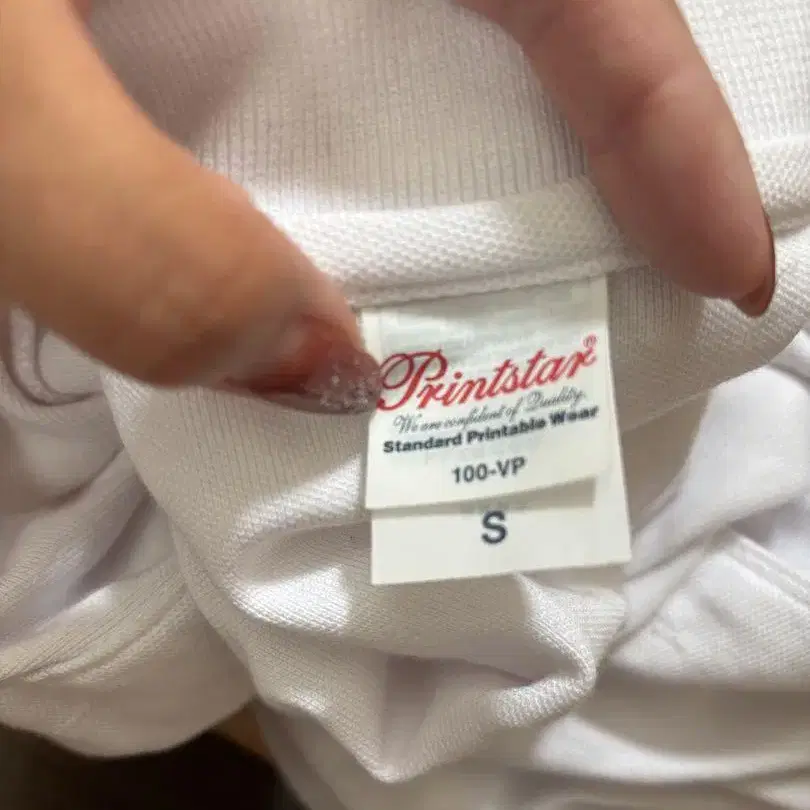 Printstar®
We are confident of Quality.
Standard Printable Wear
100-VP
S